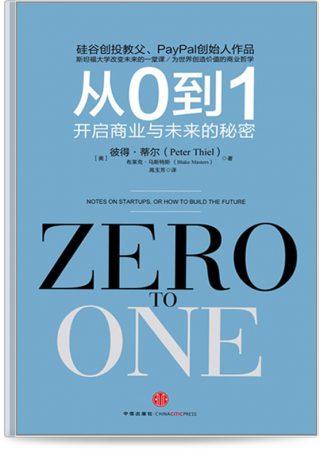 硅谷创投教父、PayPal创始人作品
斯坦福大学改变未来的一堂课/为世界创造价值的商业哲学
从0到1
开启商业与未来的秘密
[美] 彼得·蒂尔(Peter Thiel)
布莱克·马斯特斯(Blake Masters) 著
高玉芳◎译
NOTES ON STARTUPS, OR HOW TO BUILD THE FUTURE
ZERO
TO
ONE
中信出版社·CHINACITICPRESS